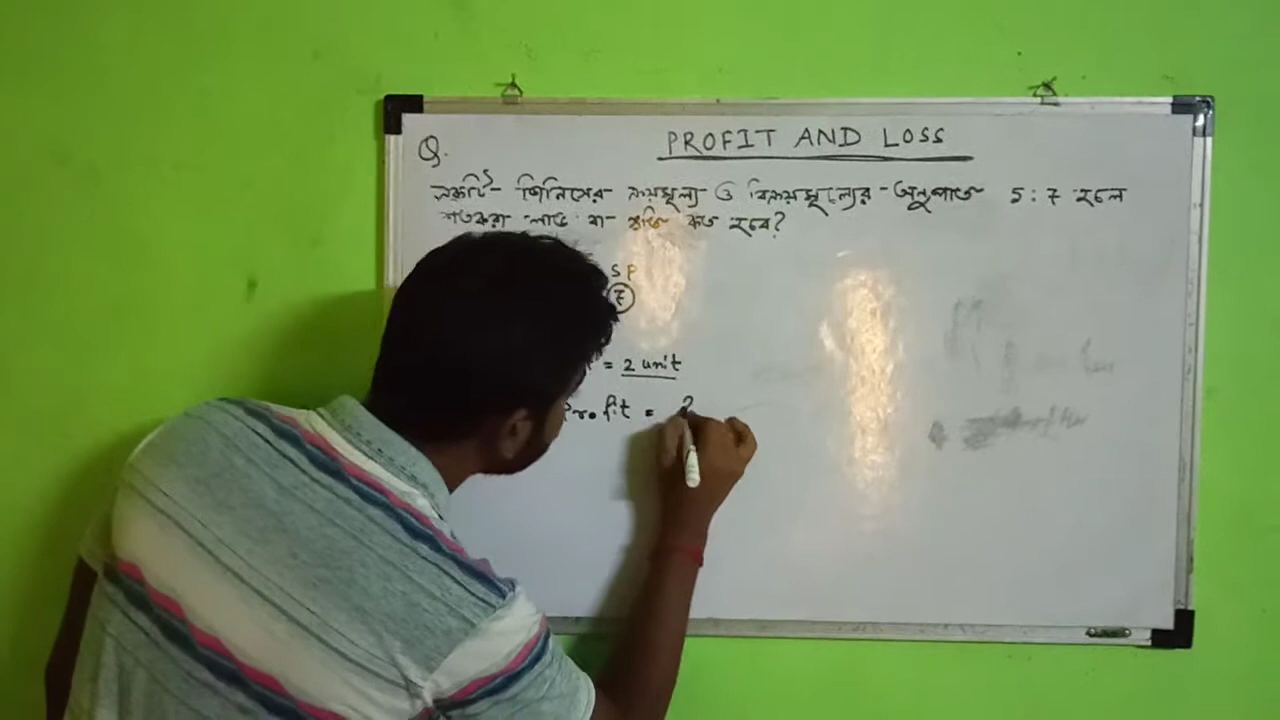 PROFIT AND LOSS
Q.
একটি জিনিসের ক্রয়মূল্য ও বিক্রয়মূল্যের অনুপাত 5 : 7 হলে
শতকরা লাভ বা ক্ষতি কত হবে?
SP
7
= 2 unit
Profit = 2